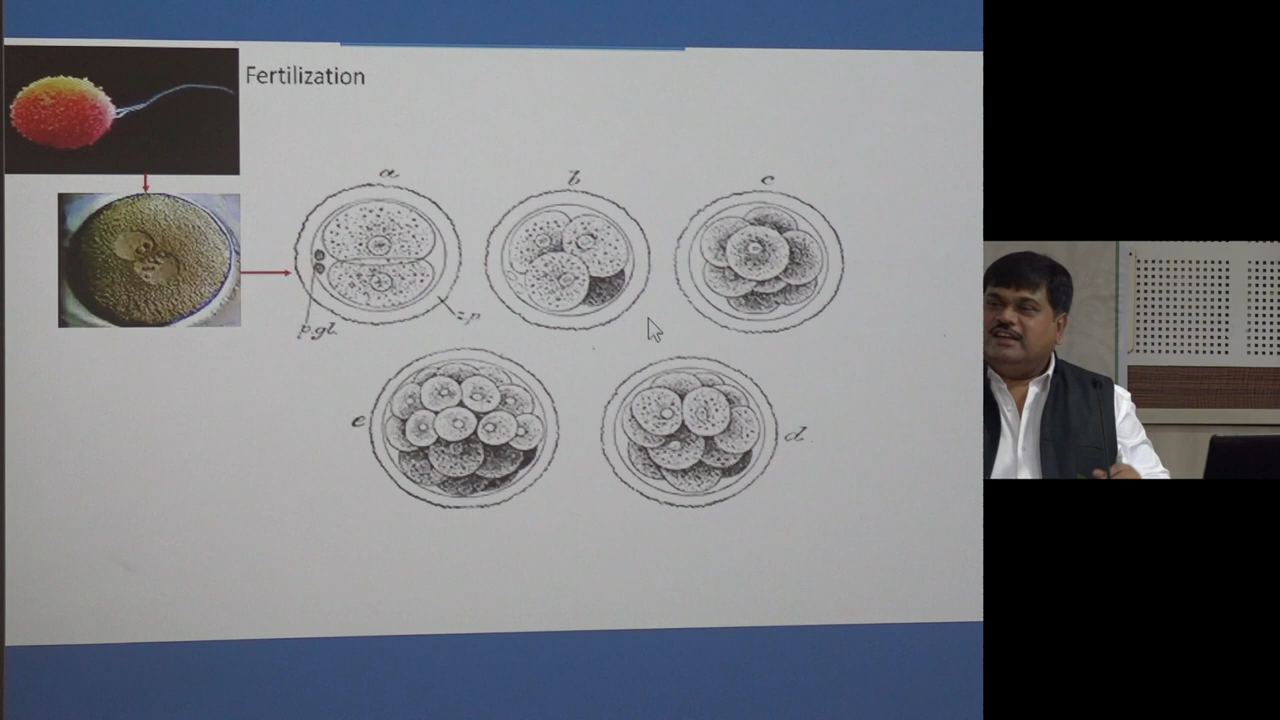 Fertilization
a
b
c
p.gl.
z.p
e
d.